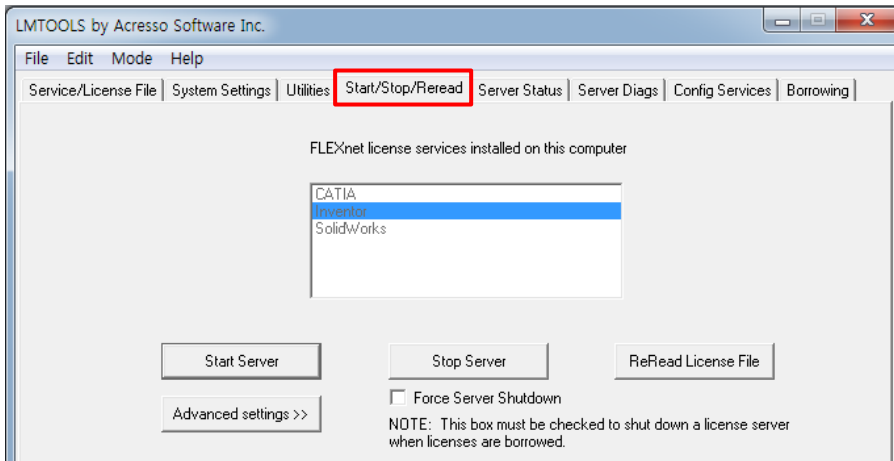 LMTOOLS by Acresso Software Inc.
File Edit Mode Help
Service/License File System Settings Utilities Start/Stop/Reread Server Status Server Diags Config Services Borrowing
FLEXnet license services installed on this computer
CATIA
Inventor
SolidWorks
Start Server Stop Server ReRead License File
Advanced settings >>
Force Server Shutdown
NOTE: This box must be checked to shut down a license server
when licenses are borrowed.